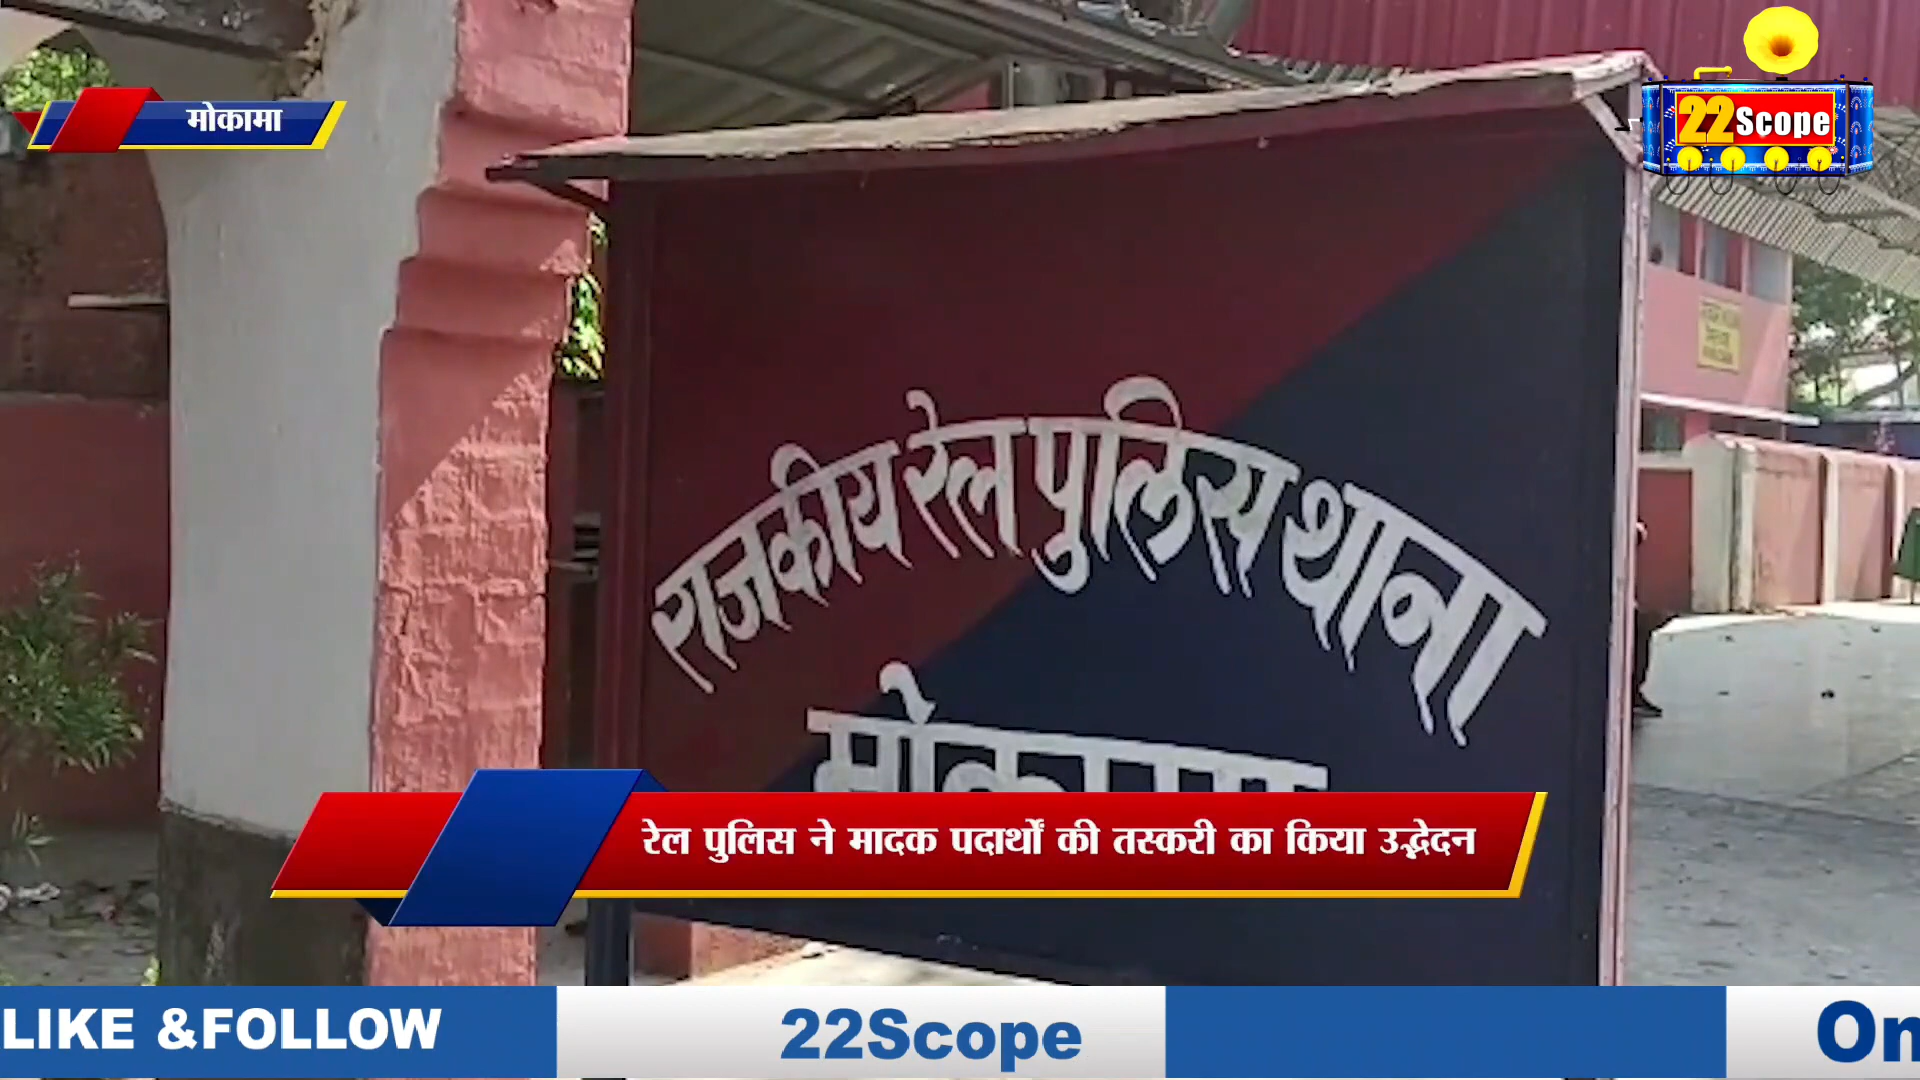 मोकामा
22Scope
राजकीय रेल पुलिस थाना
मोकामा
रेल पुलिस ने मादक पदार्थों की तस्करी का किया उद्भेदन
LIKE &FOLLOW
22Scope
On